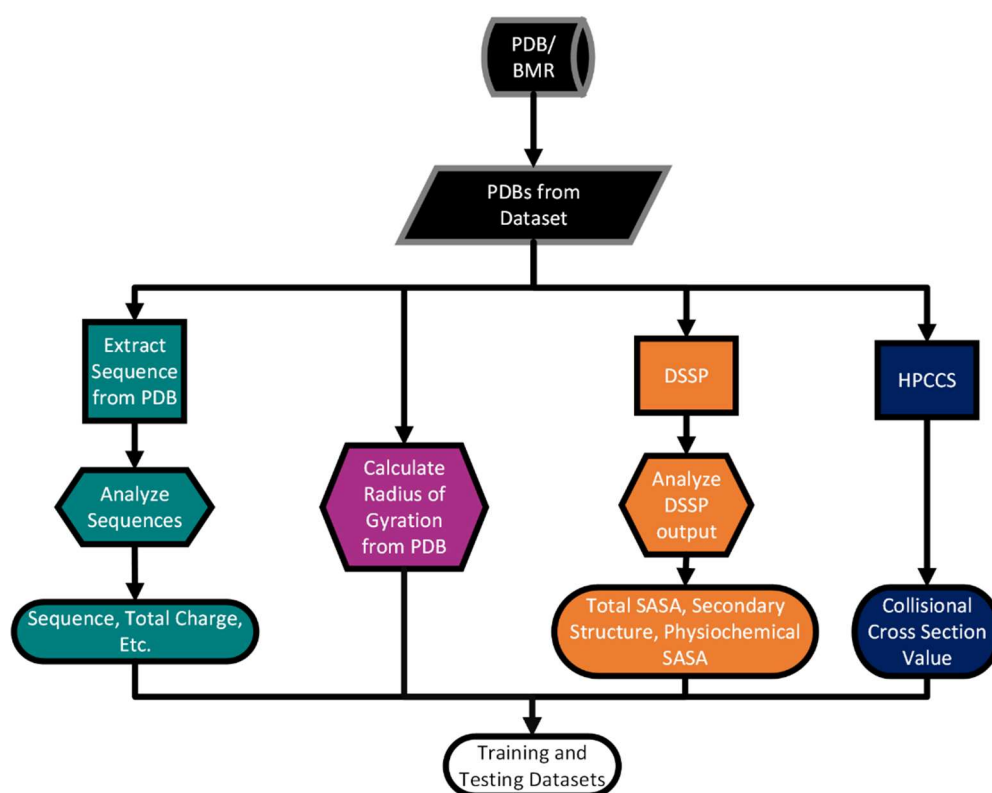 PDB/
BMR
PDBs from
Dataset
Extract
Sequence
from PDB
DSSP
HPCCS
Analyze
Sequences
Calculate
Radius of
Gyration
from PDB
Analyze
DSSP
output
Sequence, Total Charge,
Etc.
Total SASA, Secondary
Structure, Physiochemical
SASA
Collisional
Cross Section
Value
Training and
Testing Datasets